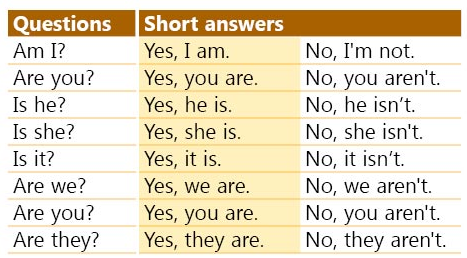 Questions Short answers
Am I? Yes, I am. No, I'm not.
Are you? Yes, you are. No, you aren't.
Is he? Yes, he is. No, he isn’t.
Is she? Yes, she is. No, she isn't.
Is it? Yes, it is. No, it isn’t.
Are we? Yes, we are. No, we aren't.
Are you? Yes, you are. No, you aren't.
Are they? Yes, they are. No, they aren't.